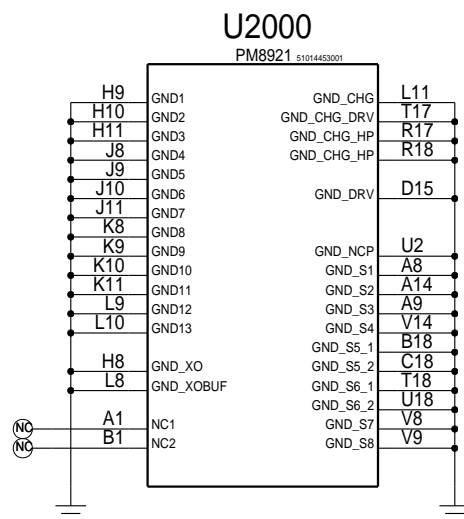 U2000
PM8921 51014453001
H9 GND1 GND_CHG L11
H10 GND2 GND_CHG_DRV T17
H11 GND3 GND_CHG_HP R17
J8 GND4 GND_CHG_HP R18
J9 GND5
J10 GND6 GND_DRV D15
J11 GND7
K8 GND8
K9 GND9 GND_NCP U2
K10 GND10 GND_S1 A8
K11 GND11 GND_S2 A14
L9 GND12 GND_S3 A9
L10 GND13 GND_S4 V14
GND_S5_1 B18
H8 GND_XO GND_S5_2 C18
L8 GND_XOBUF GND_S6_1 T18
GND_S6_2 U18
NC A1 NC1 GND_S7 V8
NC B1 NC2 GND_S8 V9